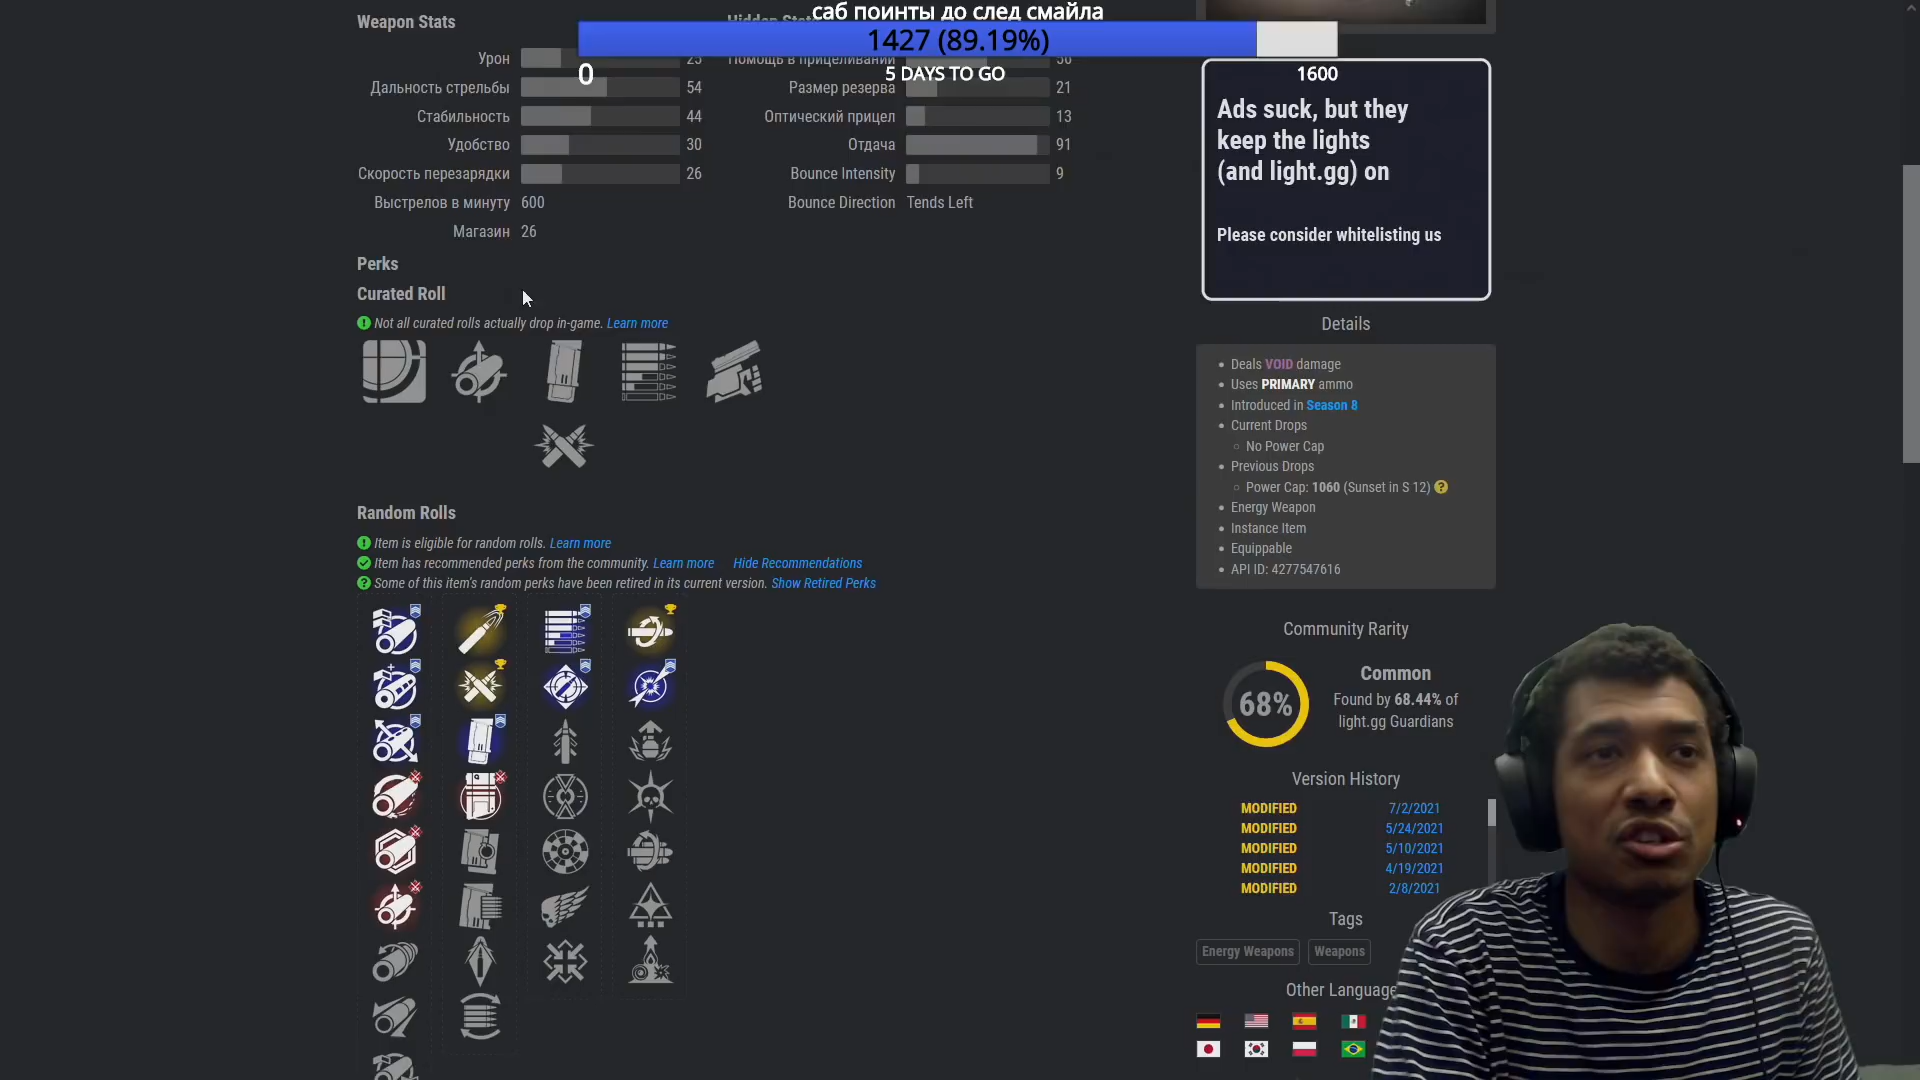 саб поинты до след смайла
Weapon Stats
1427 (89.19%)
0
5 DAYS TO GO
1600
Урон 25
Помощь в прицеливании 56
Дальность стрельбы 54
Размер резерва 21
Стабильность 44
Оптический прицел 13
Удобство 30
Отдача 91
Скорость перезарядки 26
Bounce Intensity 9
Выстрелов в минуту 600
Bounce Direction Tends Left
Магазин 26
Perks
Curated Roll
Not all curated rolls actually drop in-game. Learn more
Random Rolls
Item is eligible for random rolls. Learn more
Item has recommended perks from the community. Learn more Hide Recommendations
Some of this item's random perks have been retired in its current version. Show Retired Perks
Ads suck, but they
keep the lights
(and light.gg) on
Please consider whitelisting us
Details
Deals VOID damage
Uses PRIMARY ammo
Introduced in Season 8
Current Drops
No Power Cap
Previous Drops
Power Cap: 1060 (Sunset in S 12)
Energy Weapon
Instance Item
Equippable
API ID: 4277547616
Community Rarity
68%
Common
Found by 68.44% of
light.gg Guardians
Version History
MODIFIED 7/2/2021
MODIFIED 5/24/2021
MODIFIED 5/10/2021
MODIFIED 4/19/2021
MODIFIED 2/8/2021
Tags
Energy Weapons
Weapons
Other Language